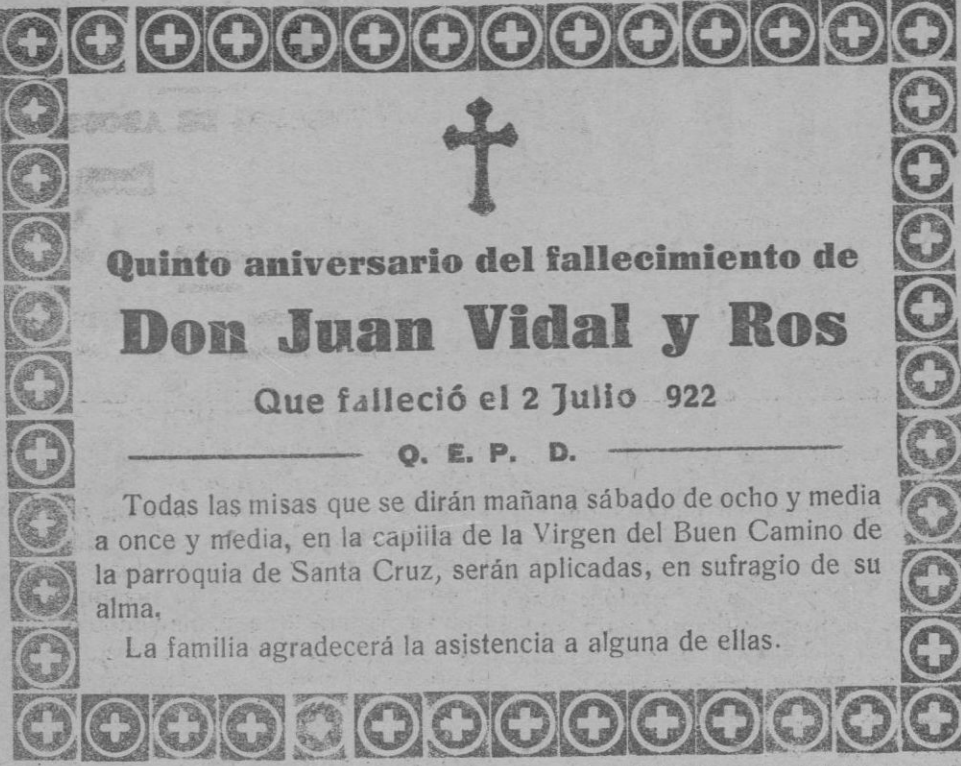 Quinto aniversario del fallecimiento de
Don Juan Vidal y Ros
Que falleció el 2 Julio 922
Q. E. P. D.
Todas las misas que se dirán mañana sábado de ocho y media
a once y media, en la capiila de la Virgen del Buen Camino de
la parroquia de Santa Cruz, serán aplicadas, en sufragio de su
alma.
La familia agradecerá la asistencia a alguna de ellas.